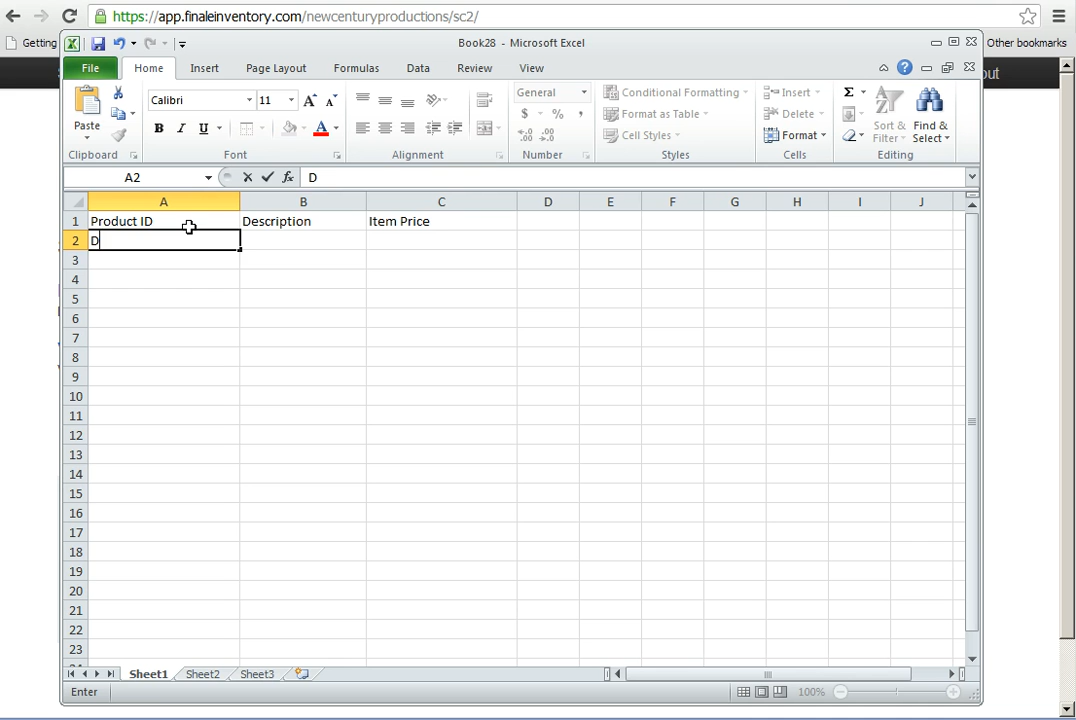 https://app.finaleinventory.com/newcenturyproductions/sc2/
Getting
Other bookmarks
out
Book28 - Microsoft Excel
File Home Insert Page Layout Formulas Data Review View
Paste
Clipboard
Calibri 11 A A
B I U A
Font
Alignment
General
$ % ,
Number
Conditional Formatting
Format as Table
Cell Styles
Styles
Insert
Delete
Format
Cells
Σ
Sort & Filter
Find & Select
Editing
A2 fx D
A B C D E F G H I J
1 Product ID Description Item Price
2 D
3
4
5
6
7
8
9
10
11
12
13
14
15
16
17
18
19
20
21
22
23
Sheet1 Sheet2 Sheet3
Enter 100%